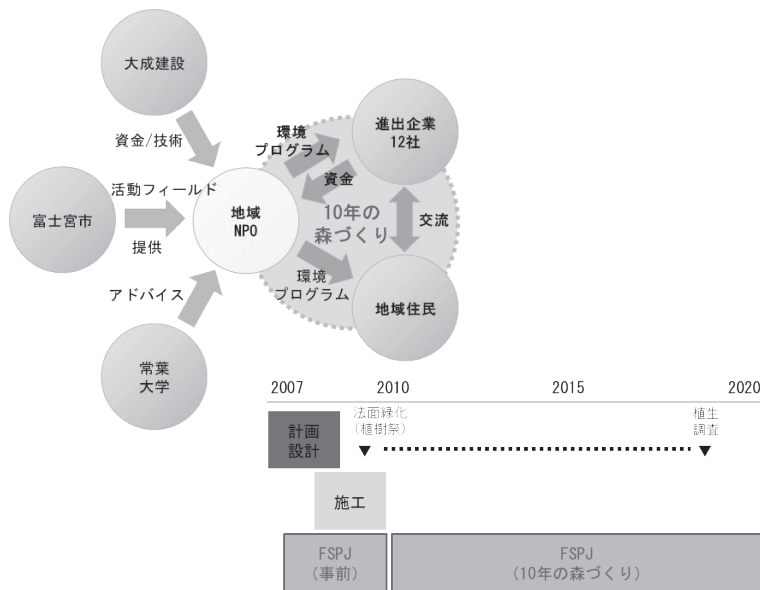 大成建設
資金/技術
富士宮市
活動フィールド
提供
アドバイス
常葉
大学
地域
NPO
環境
プログラム
進出企業
12社
資金
10年の
森づくり
交流
環境
プログラム
地域住民
2007
2010
2015
2020
計画
設計
法面緑化
(植樹祭)
植生
調査
施工
FSPJ
(事前)
FSPJ
(10年の森づくり)